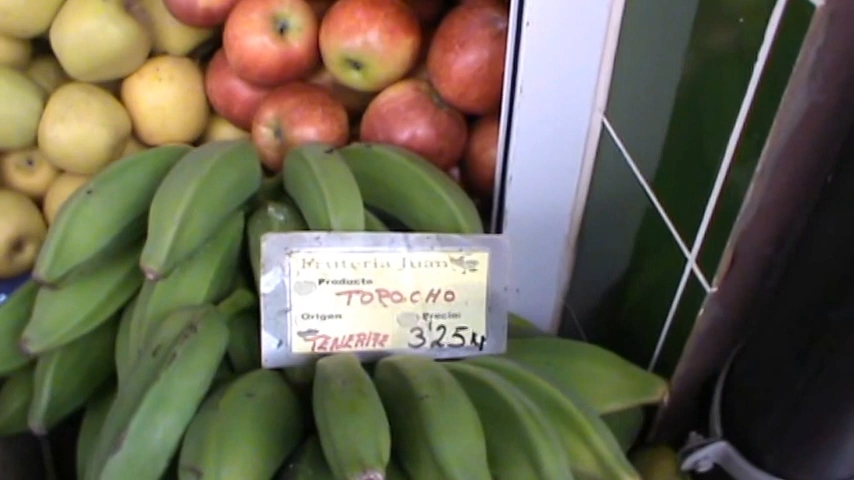 Frutería Juan
Producto
TOPOCHO
Origen Precio:
TENERIFE 3'25 K